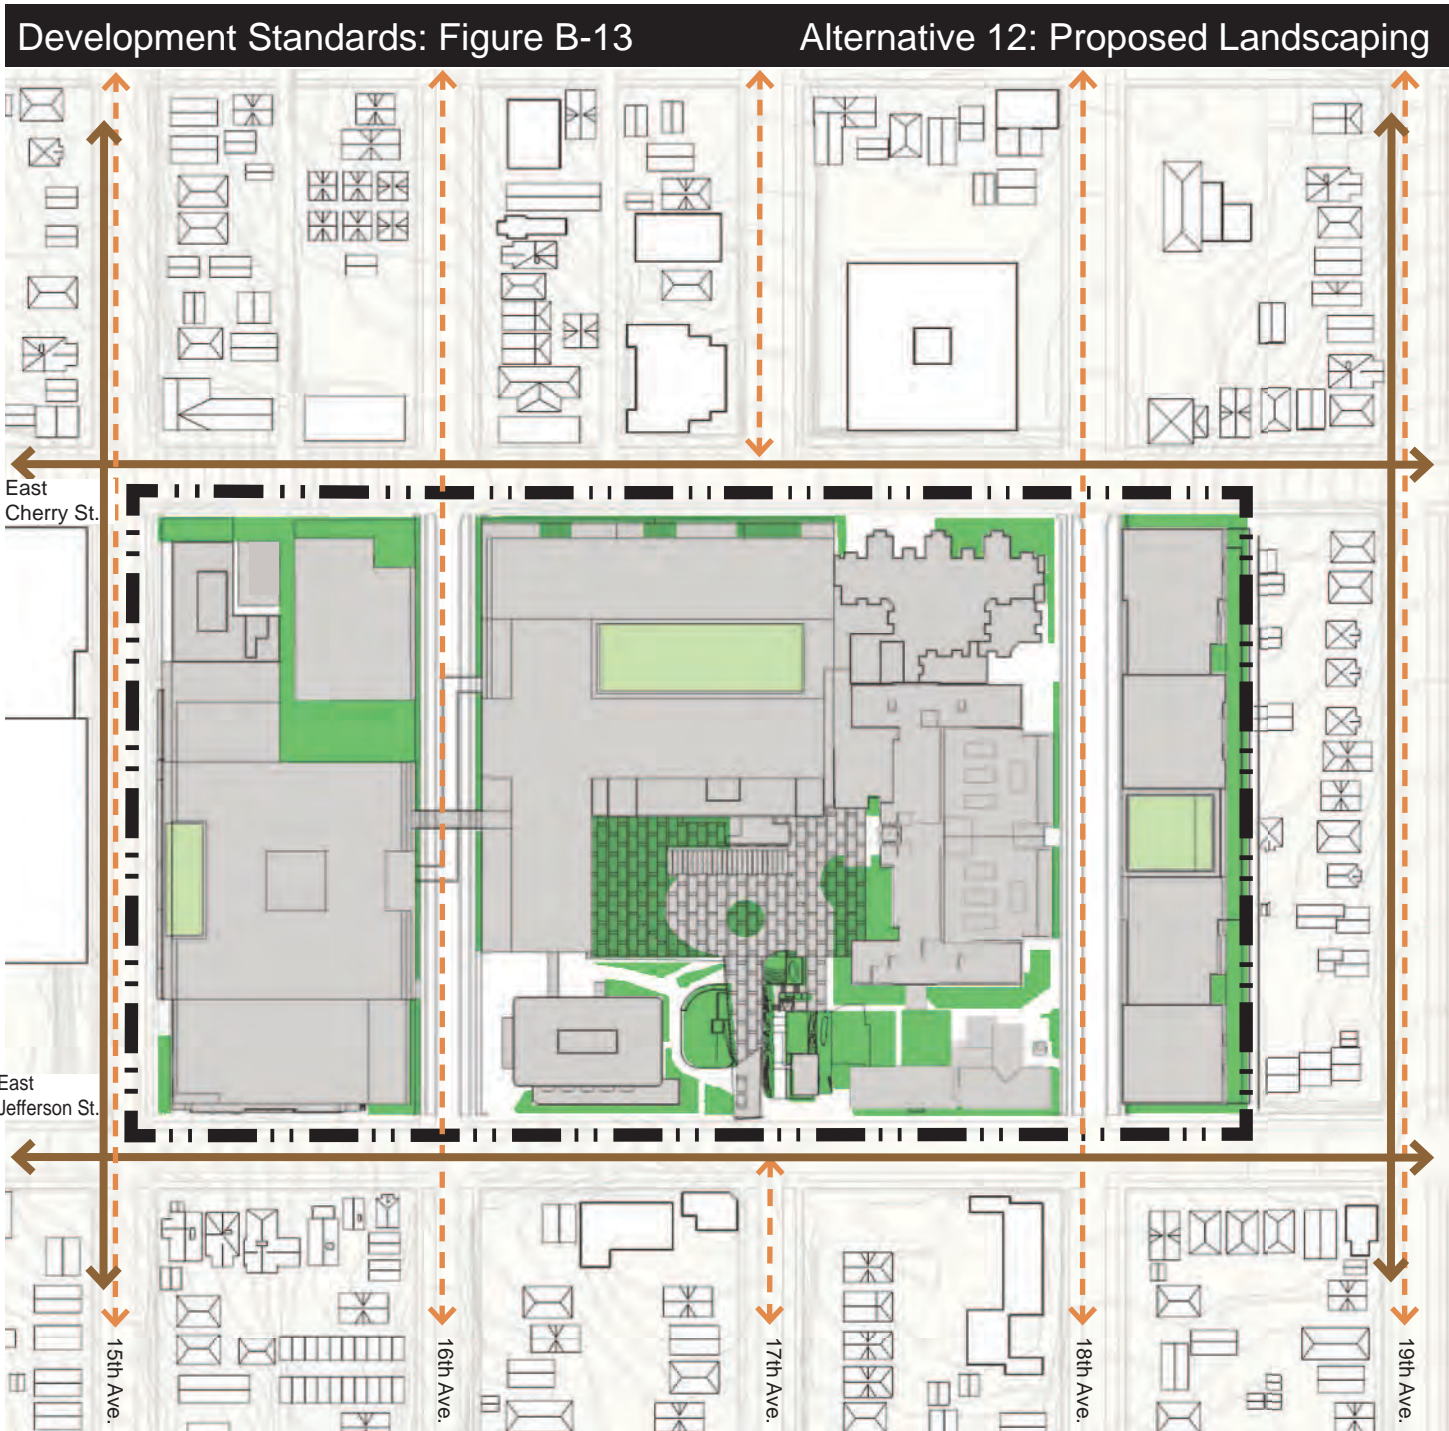 Development Standards: Figure B-13
Alternative 12: Proposed Landscaping
East
Cherry St.
East
Jefferson St.
15th Ave.
16th Ave.
17th Ave.
18th Ave.
19th Ave.